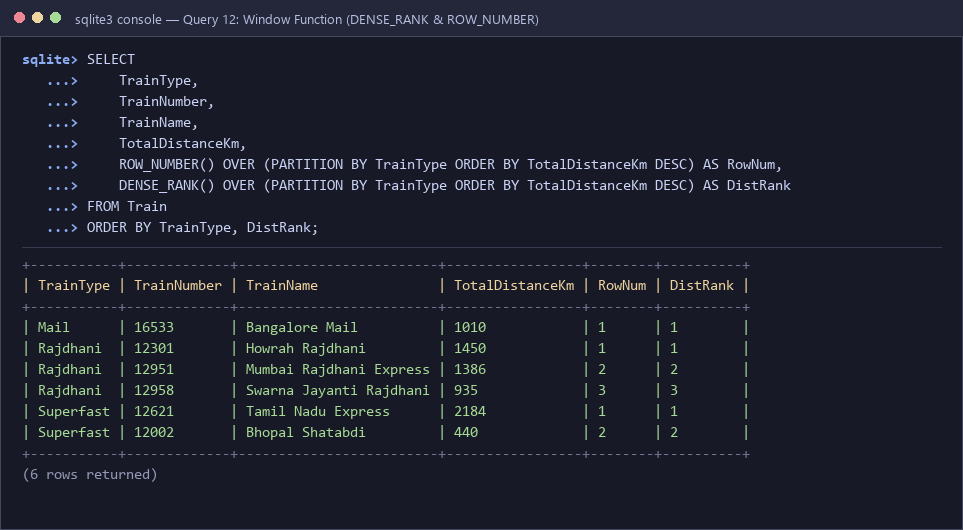 sqlite3 console — Query 12: Window Function (DENSE_RANK & ROW_NUMBER)
sqlite> SELECT
   ...>     TrainType,
   ...>     TrainNumber,
   ...>     TrainName,
   ...>     TotalDistanceKm,
   ...>     ROW_NUMBER() OVER (PARTITION BY TrainType ORDER BY TotalDistanceKm DESC) AS RowNum,
   ...>     DENSE_RANK() OVER (PARTITION BY TrainType ORDER BY TotalDistanceKm DESC) AS DistRank
   ...> FROM Train
   ...> ORDER BY TrainType, DistRank;
+-----------+-------------+-------------------------+-----------------+--------+----------+
| TrainType | TrainNumber | TrainName               | TotalDistanceKm | RowNum | DistRank |
+-----------+-------------+-------------------------+-----------------+--------+----------+
| Mail      | 16533       | Bangalore Mail          | 1010            | 1      | 1        |
| Rajdhani  | 12301       | Howrah Rajdhani         | 1450            | 1      | 1        |
| Rajdhani  | 12951       | Mumbai Rajdhani Express | 1386            | 2      | 2        |
| Rajdhani  | 12958       | Swarna Jayanti Rajdhani | 935             | 3      | 3        |
| Superfast | 12621       | Tamil Nadu Express      | 2184            | 1      | 1        |
| Superfast | 12002       | Bhopal Shatabdi         | 440             | 2      | 2        |
+-----------+-------------+-------------------------+-----------------+--------+----------+
(6 rows returned)